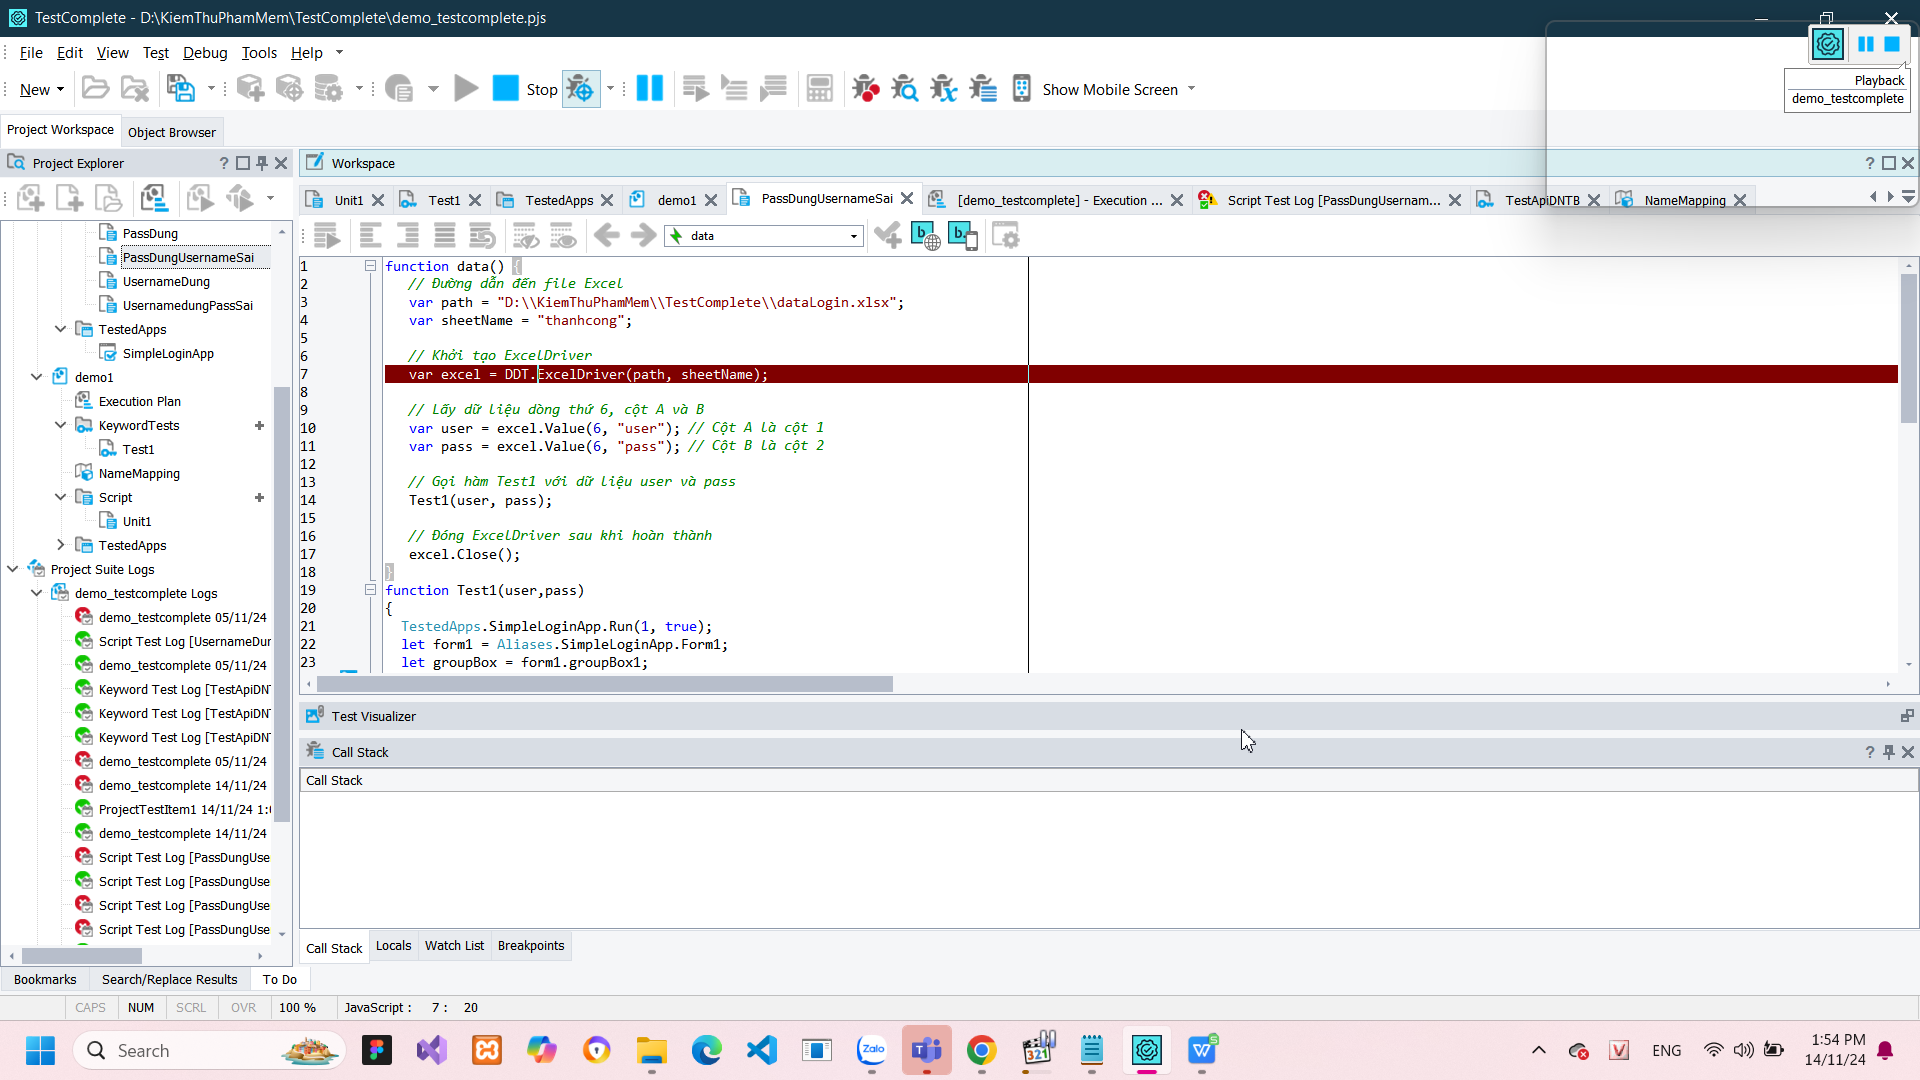 TestComplete - D:\KiemThuPhamMem\TestComplete\demo_testcomplete.pjs
File Edit View Test Debug Tools Help
New Stop Show Mobile Screen
Playback
demo_testcomplete
Project Workspace Object Browser
Project Explorer
PassDung
PassDungUsernameSai
UsernameDung
UsernamedungPassSai
TestedApps
SimpleLoginApp
demo1
Execution Plan
KeywordTests
Test1
NameMapping
Script
Unit1
TestedApps
Project Suite Logs
demo_testcomplete Logs
demo_testcomplete 05/11/24
Script Test Log [UsernameDur
demo_testcomplete 05/11/24
Keyword Test Log [TestApiDN
Keyword Test Log [TestApiDN
Keyword Test Log [TestApiDN
demo_testcomplete 05/11/24
demo_testcomplete 14/11/24
ProjectTestItem1 14/11/24 1:
demo_testcomplete 14/11/24
Script Test Log [PassDungUse
Script Test Log [PassDungUse
Script Test Log [PassDungUse
Script Test Log [PassDungUse
Bookmarks Search/Replace Results To Do
Workspace
Unit1 Test1 TestedApps demo1 PassDungUsernameSai [demo_testcomplete] - Execution ... Script Test Log [PassDungUsernam... TestApiDNTB NameMapping
data
1 function data() {
2 // Đường dẫn đến file Excel
3 var path = "D:\\KiemThuPhamMem\\TestComplete\\dataLogin.xlsx";
4 var sheetName = "thanhcong";
5
6 // Khởi tạo ExcelDriver
7 var excel = DDT.ExcelDriver(path, sheetName);
8
9 // Lấy dữ liệu dòng thứ 6, cột A và B
10 var user = excel.Value(6, "user"); // Cột A là cột 1
11 var pass = excel.Value(6, "pass"); // Cột B là cột 2
12
13 // Gọi hàm Test1 với dữ liệu user và pass
14 Test1(user, pass);
15
16 // Đóng ExcelDriver sau khi hoàn thành
17 excel.Close();
18 }
19 function Test1(user,pass)
20 {
21 TestedApps.SimpleLoginApp.Run(1, true);
22 let form1 = Aliases.SimpleLoginApp.Form1;
23 let groupBox = form1.groupBox1;
Test Visualizer
Call Stack
Call Stack
Call Stack Locals Watch List Breakpoints
CAPS NUM SCRL OVR 100 % JavaScript : 7 : 20
Search
Zalo
321
ENG
1:54 PM
14/11/24